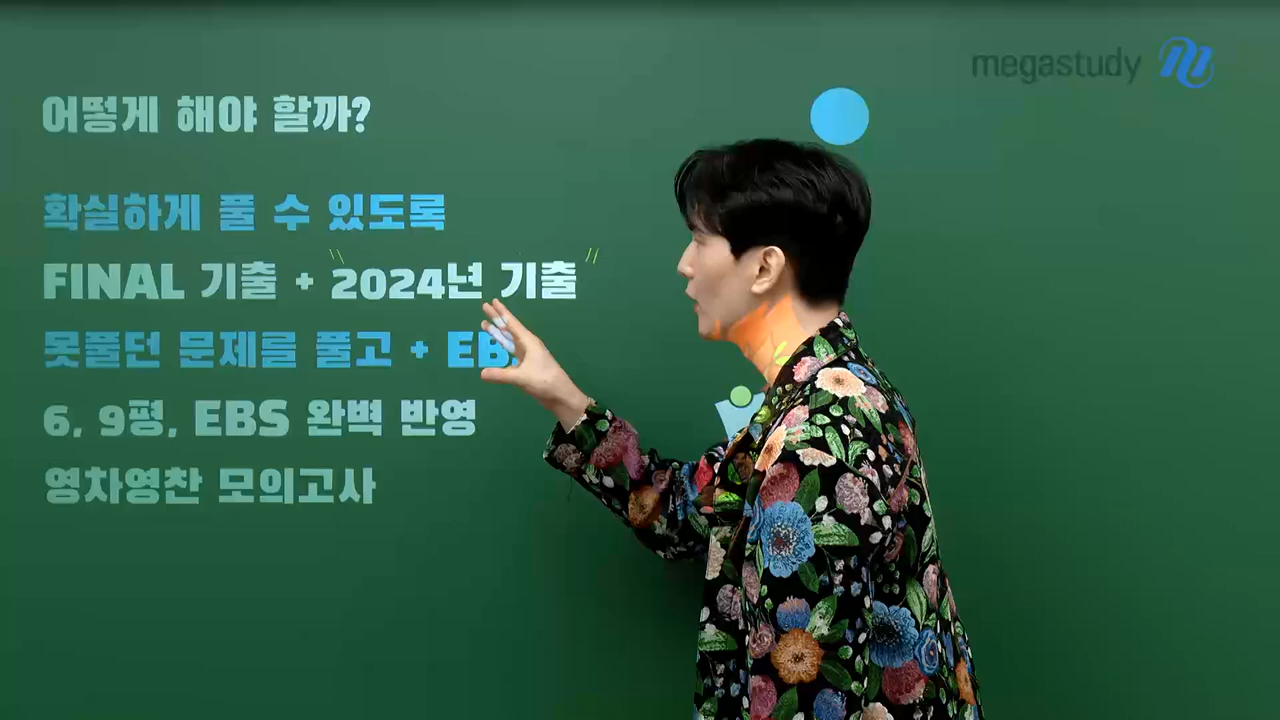 megastudy
어떻게 해야 할까?
확실하게 풀 수 있도록
FINAL 기출 + 2024년 기출
못풀던 문제를 풀고 +
6, 9평, EBS 완벽 반영
영차영찬 모의고사